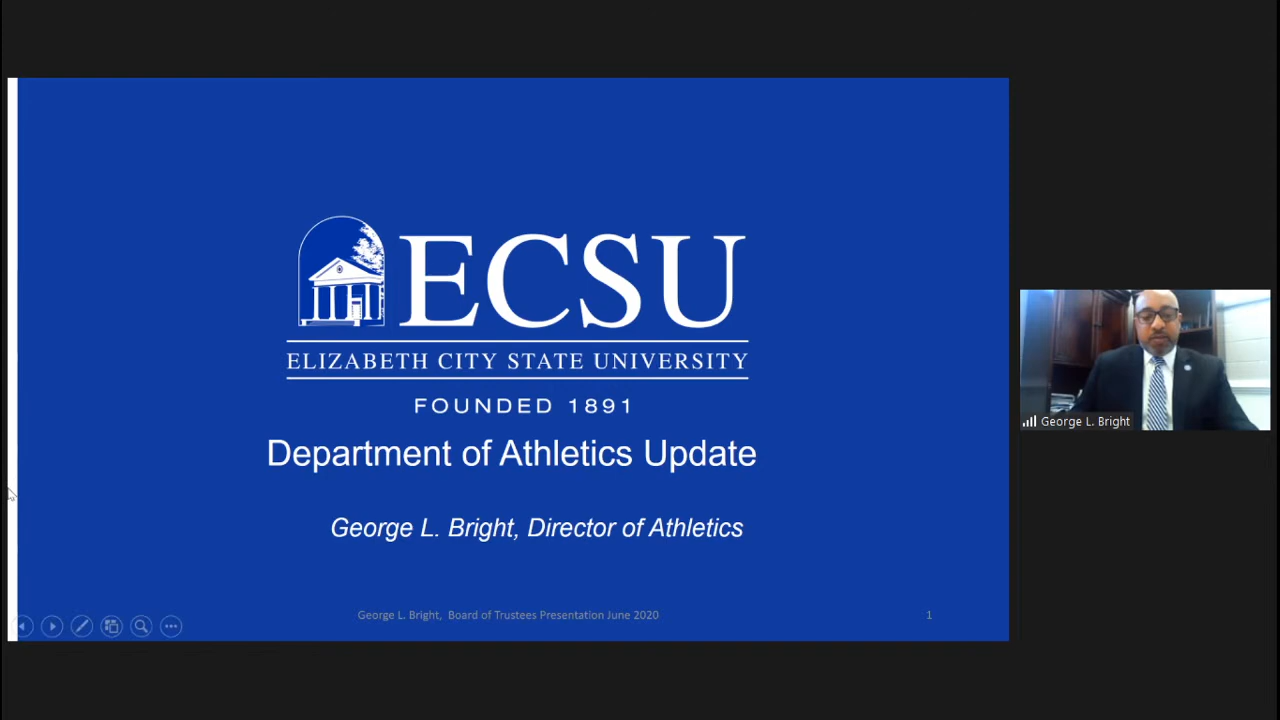 ECSU
ELIZABETH CITY STATE UNIVERSITY
FOUNDED 1891
Department of Athletics Update
George L. Bright, Director of Athletics
George L. Bright, Board of Trustees Presentation June 2020
1
George L. Bright